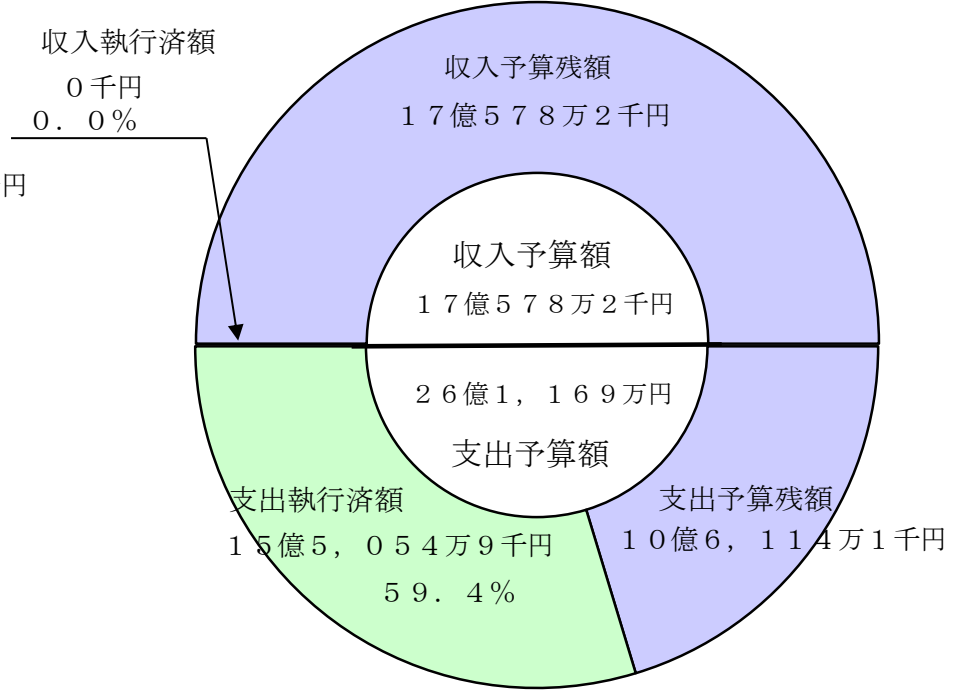 収入執行済額
０千円
０．０％
円
収入予算残額
１７億５７８万２千円
収入予算額
１７億５７８万２千円
２６億１，１６９万円
支出予算額
支出執行済額
１５億５，０５４万９千円
５９．４％
支出予算残額
１０億６，１１４万１千円